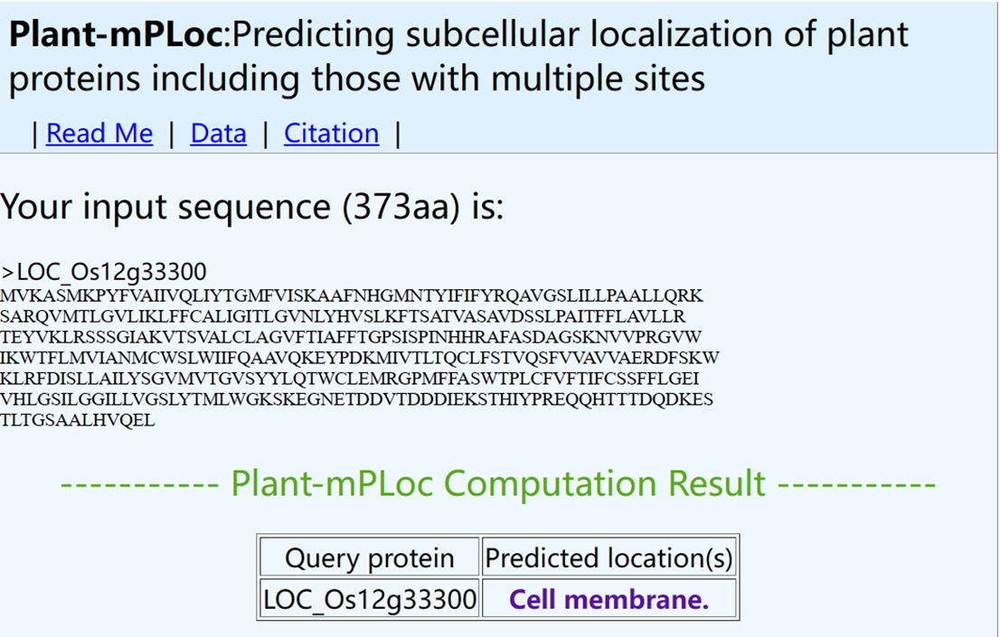 Plant-mPLoc:Predicting subcellular localization of plant
proteins including those with multiple sites
| Read Me | Data | Citation |
Your input sequence (373aa) is:
>LOC_Os12g33300
MVKASMKPYFVAIIVQLIYTGMFVISKAAFNHGMNTYIFIFYRQAVGSLILLPAALLQRK
SARQVMTLGVLIKLFFCALIGITLGVNLYHVSLKFTSATVASAVDSSLPAITFFLAVLLR
TEYVKLRSSSGIAKVTSVALCLAGVFTIAFFTGPSISPINHHRAFASDAGSKNVVPRGVW
IKWTFLMVIANMCWSLWIIFQAAVQKEYPDKMIVTLTQCLFSTVQSFVVAVVAERDFSKW
KLRFDISLLAILYSGVMVTGVSYYLQTWCLEMRGPMFFASWTPLCFVFTIFCSSFFLGEI
VHLGSILGGILLVGSLYTMLWGKSKEGNETDDVTDDDIEKSTHIYPREQQHTTTDQDKES
TLTGSAALHVQEL
----------- Plant-mPLoc Computation Result -----------
Query protein Predicted location(s)
LOC_Os12g33300 Cell membrane.